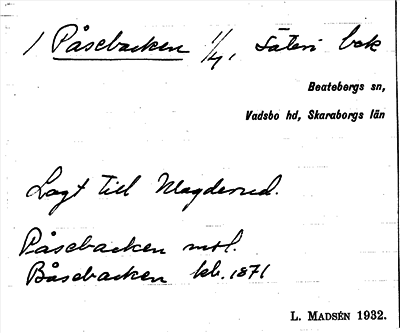 1 Påsebacken 1/4, Säteri bek
Beatebergs sn,
Vadsbo hd, Skaraborgs län
Lagt till Magderud.
Påsebacken mtl.
Båsebacken kb. 1871
L. MADSÉN 1932.